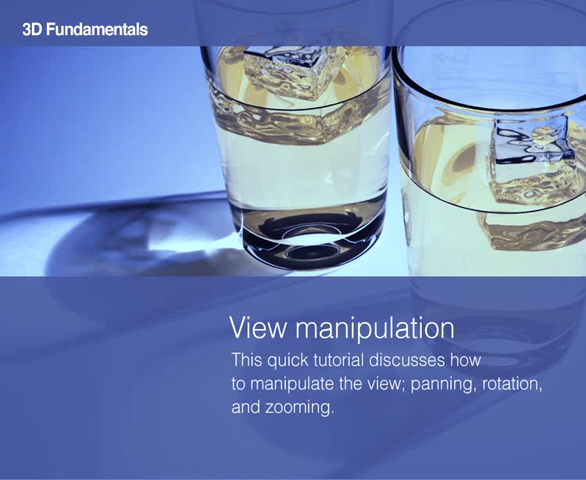 3D Fundamentals
View manipulation
This quick tutorial discusses how
to manipulate the view; panning, rotation,
and zooming.